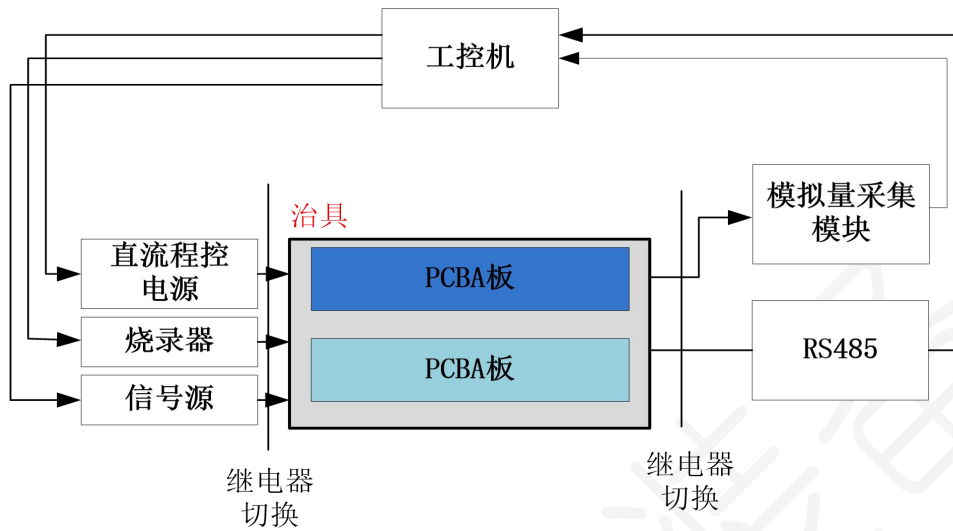 工控机
治具
模拟量采集
模块
直流程控
电源
PCBA板
烧录器
RS485
PCBA板
信号源
继电器
切换
继电器
切换